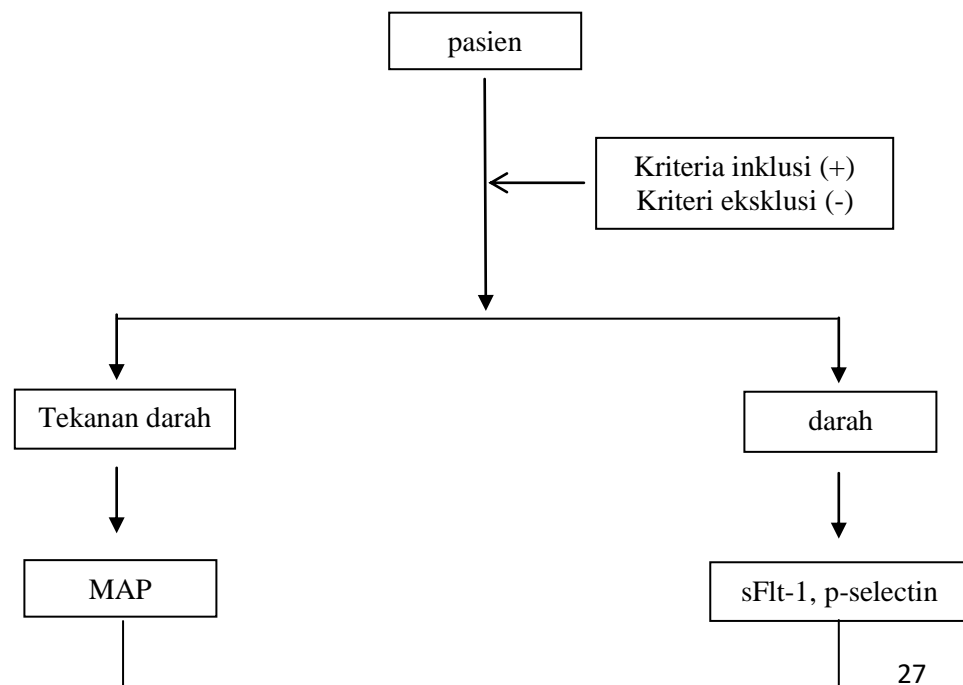 pasien
Kriteria inklusi (+)
Kriteri eksklusi (-)
Tekanan darah
darah
MAP
sFlt-1, p-selectin
27